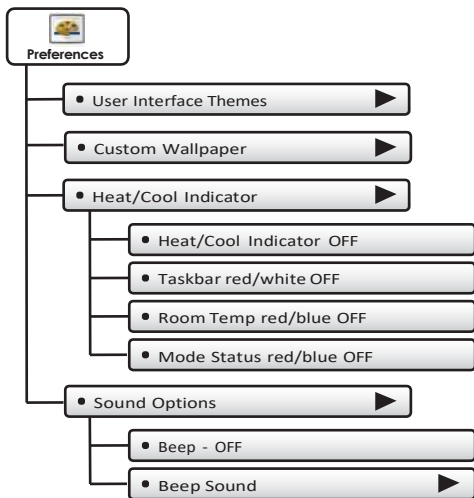 Preferences
• User Interface Themes
• Custom Wallpaper
• Heat/Cool Indicator
• Heat/Cool Indicator OFF
• Taskbar red/white OFF
• Room Temp red/blue OFF
• Mode Status red/blue OFF
• Sound Options
• Beep - OFF
• Beep Sound